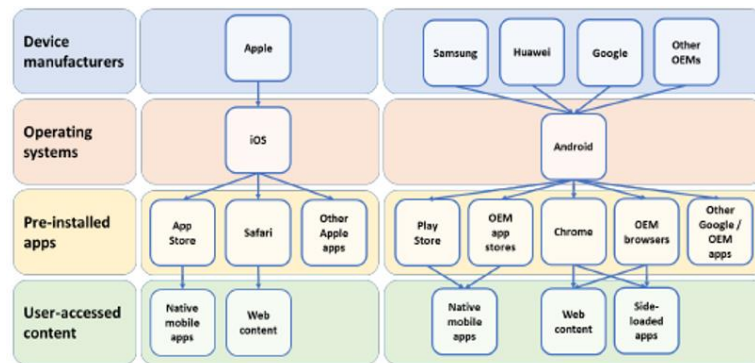 Device
manufacturers
Apple
Samsung
Huawei
Google
Other
OEMs
Operating
systems
iOS
Android
Pre-installed
apps
App
Store
Safari
Other
Apple
apps
Play
Store
OEM
app
stores
Chrome
OEM
browsers
Other
Google /
OEM
apps
User-accessed
content
Native
mobile
apps
Web
content
Native
mobile
apps
Web
content
Side-
loaded
apps